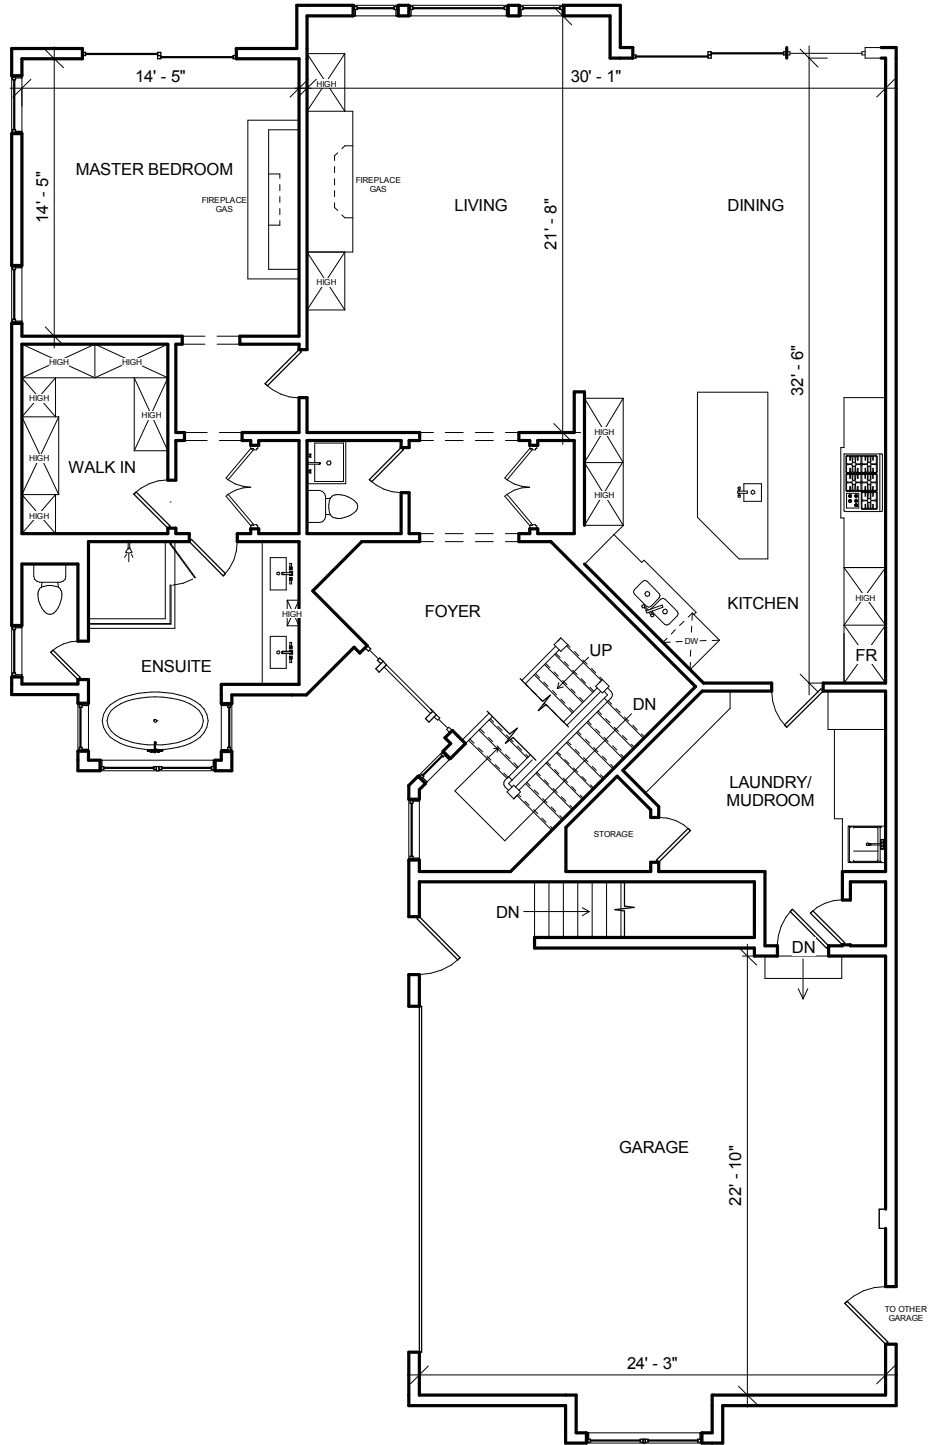 14' - 5"
30' - 1"
HIGH
MASTER BEDROOM
FIREPLACE
GAS
FIREPLACE
GAS
14' - 5"
LIVING
21' - 8"
DINING
HIGH
32' - 6"
HIGH
HIGH
HIGH
HIGH
HIGH
HIGH
WALK IN
HIGH
HIGH
HIGH
HIGH
FOYER
KITCHEN
HIGH
DW
FR
ENSUITE
UP
DN
LAUNDRY/
MUDROOM
STORAGE
DN
DN
GARAGE
22' - 10"
TO OTHER
GARAGE
24' - 3"